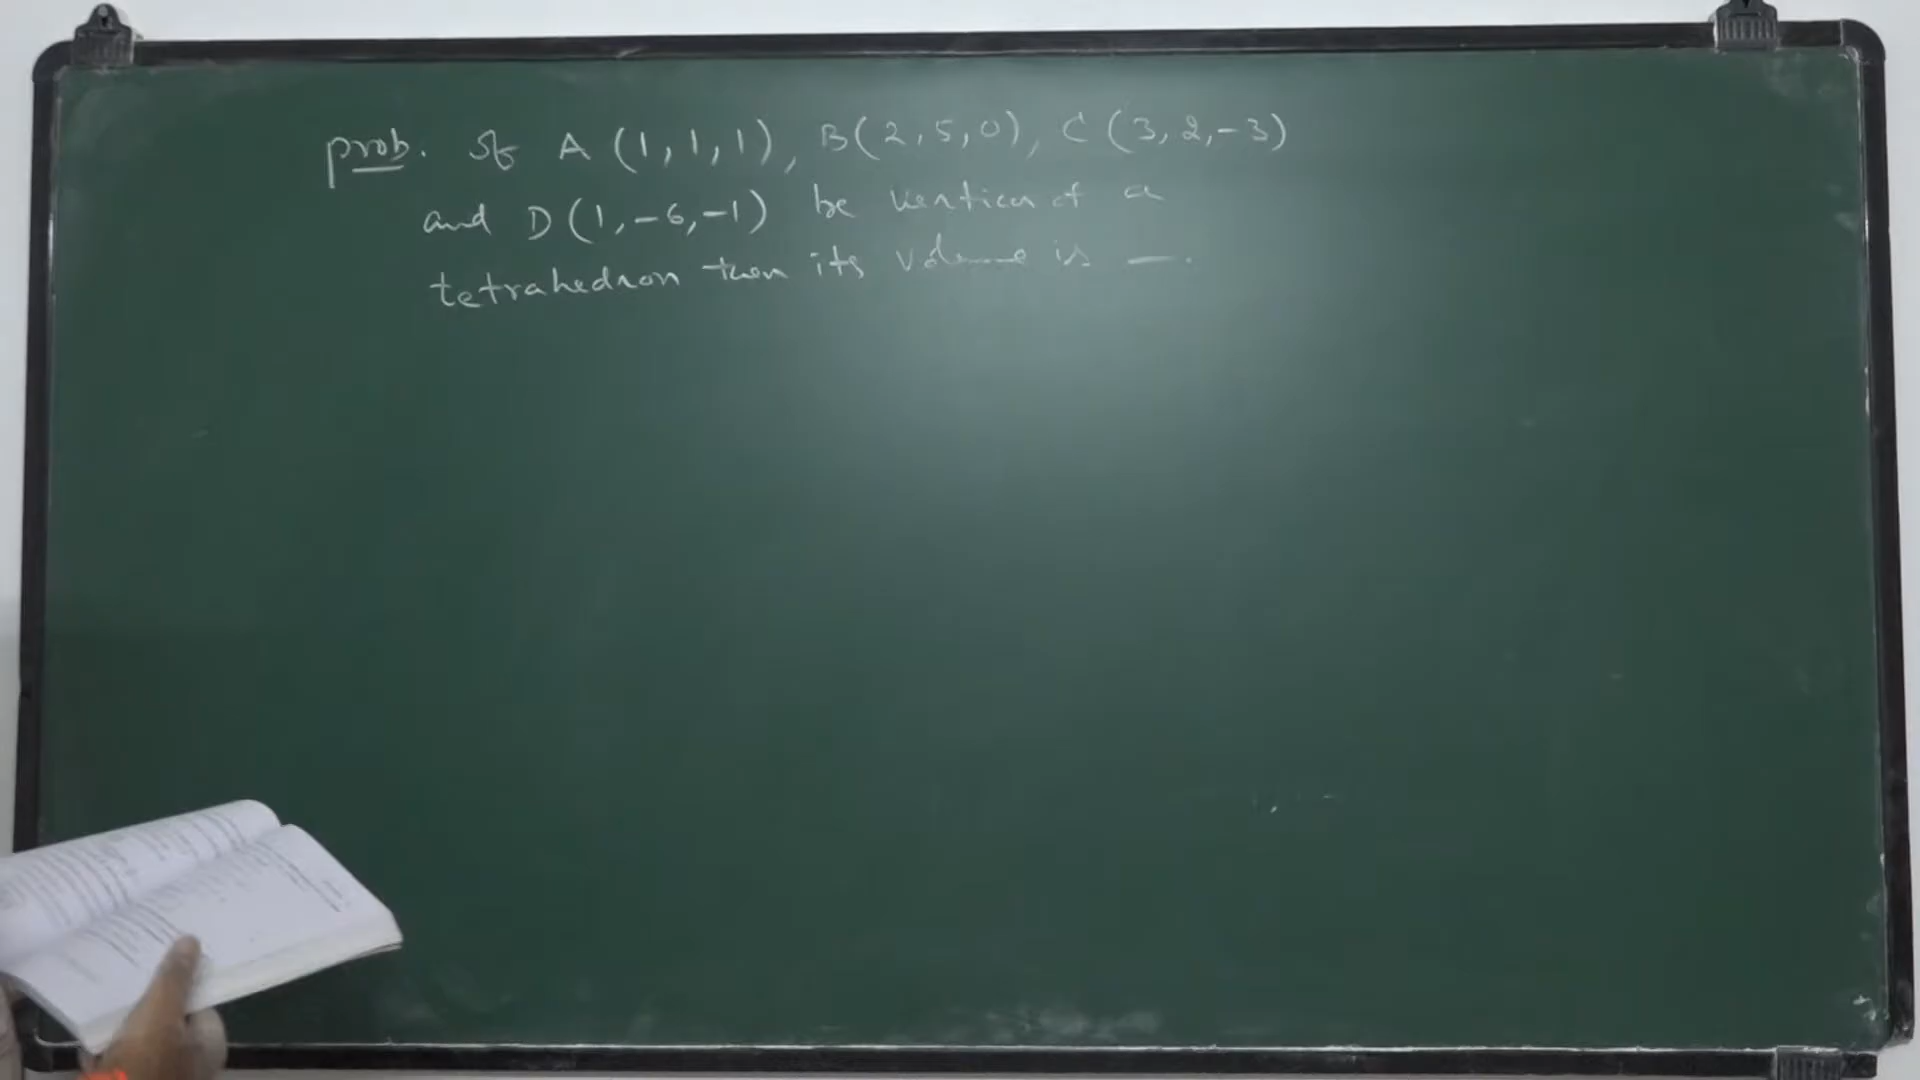 prob. If A (1, 1, 1), B(2, 5, 0), C (3, 2, -3)
and D (1, -6, -1) be vertices of a
tetrahedron then its volume is —.